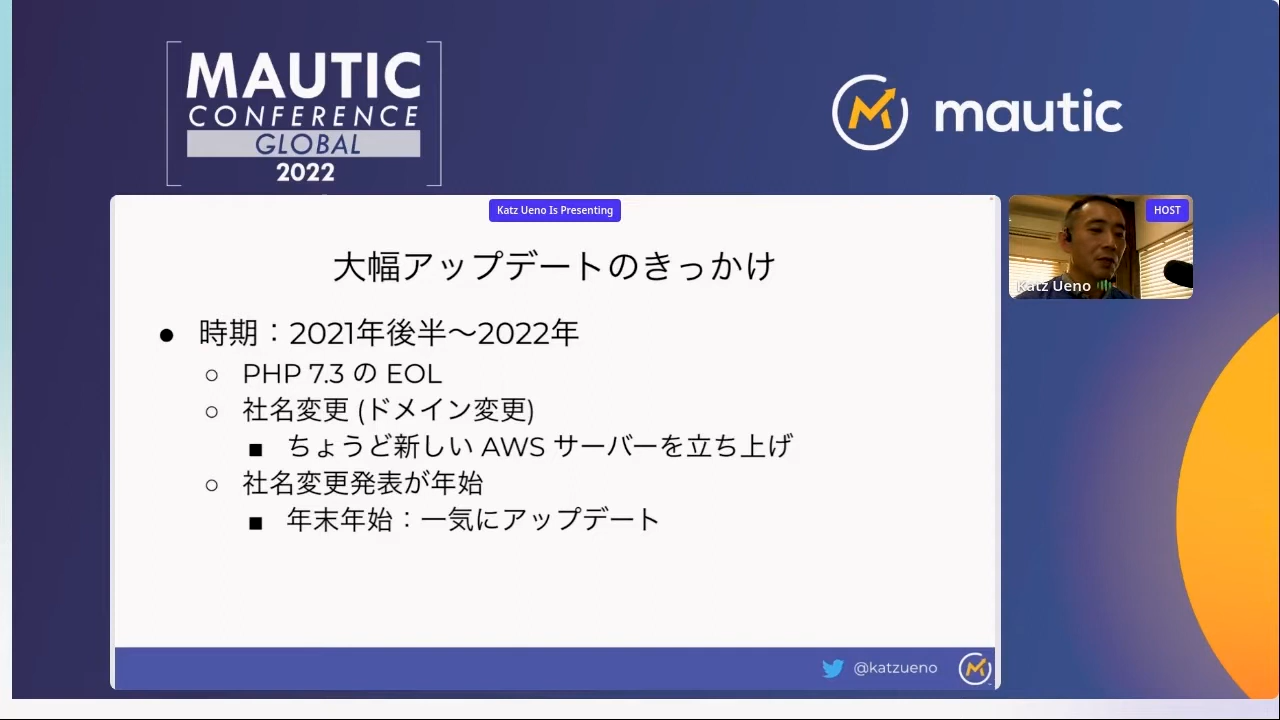 MAUTIC
CONFERENCE
GLOBAL
2022
mautic
Katz Ueno Is Presenting
HOST
Katz Ueno
大幅アップデートのきっかけ
● 時期：2021年後半〜2022年
○ PHP 7.3 の EOL
○ 社名変更 (ドメイン変更)
■ ちょうど新しい AWS サーバーを立ち上げ
○ 社名変更発表が年始
■ 年末年始：一気にアップデート
@katzueno